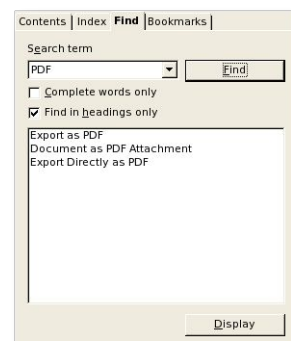 Contents Index Find Bookmarks
Search term
PDF Find
Complete words only
Find in headings only
Export as PDF
Document as PDF Attachment
Export Directly as PDF
Display